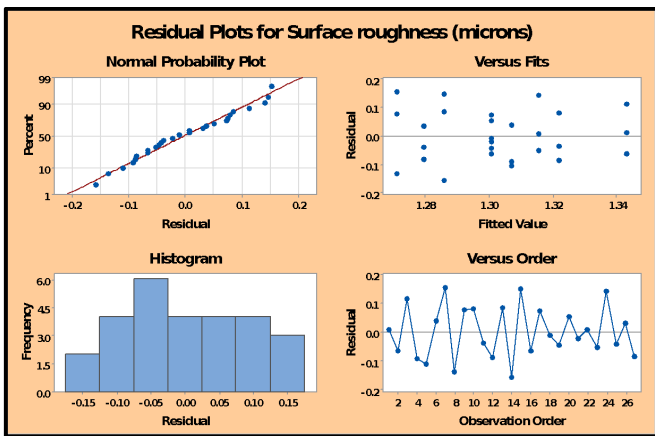 Residual Plots for Surface roughness (microns)
Normal Probability Plot
99
90
50
10
1
Percent
-0.2 -0.1 0.0 0.1 0.2
Residual
Versus Fits
0.2
0.1
0.0
-0.1
-0.2
Residual
1.28 1.30 1.32 1.34
Fitted Value
Histogram
6.0
4.5
3.0
1.5
0.0
Frequency
-0.15 -0.10 -0.05 0.00 0.05 0.10 0.15
Residual
Versus Order
0.2
0.1
0.0
-0.1
-0.2
Residual
2 4 6 8 10 12 14 16 18 20 22 24 26
Observation Order